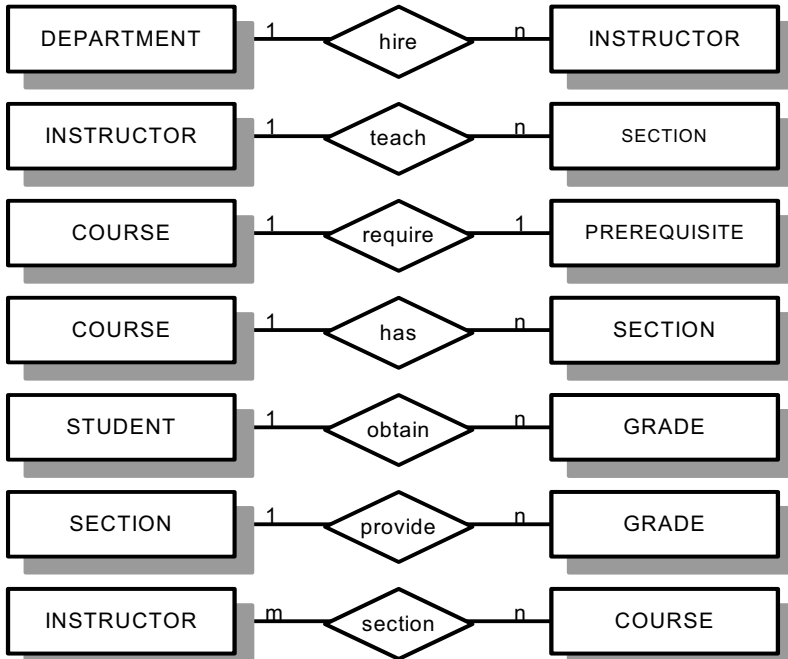 DEPARTMENT 1 hire n INSTRUCTOR
INSTRUCTOR 1 teach n SECTION
COURSE 1 require 1 PREREQUISITE
COURSE 1 has n SECTION
STUDENT 1 obtain n GRADE
SECTION 1 provide n GRADE
INSTRUCTOR m section n COURSE